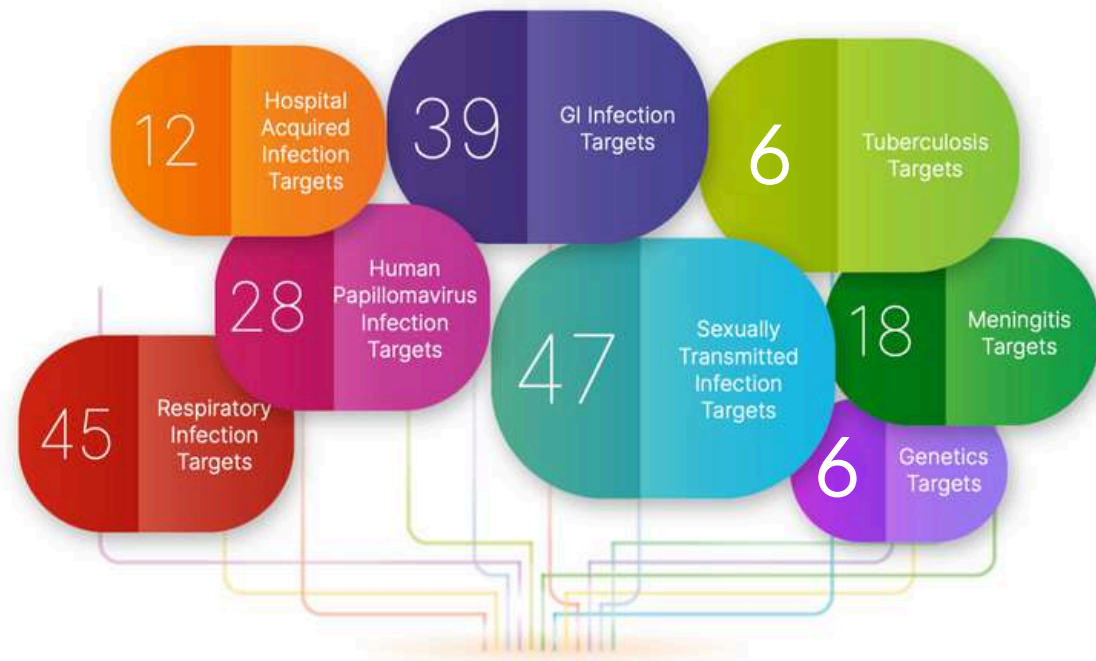 12
Hospital
Acquired
Infection
Targets
39
GI Infection
Targets
6
Tuberculosis
Targets
28
Human
Papillomavirus
Infection
Targets
47
Sexually
Transmitted
Infection
Targets
18
Meningitis
Targets
45
Respiratory
Infection
Targets
6
Genetics
Targets